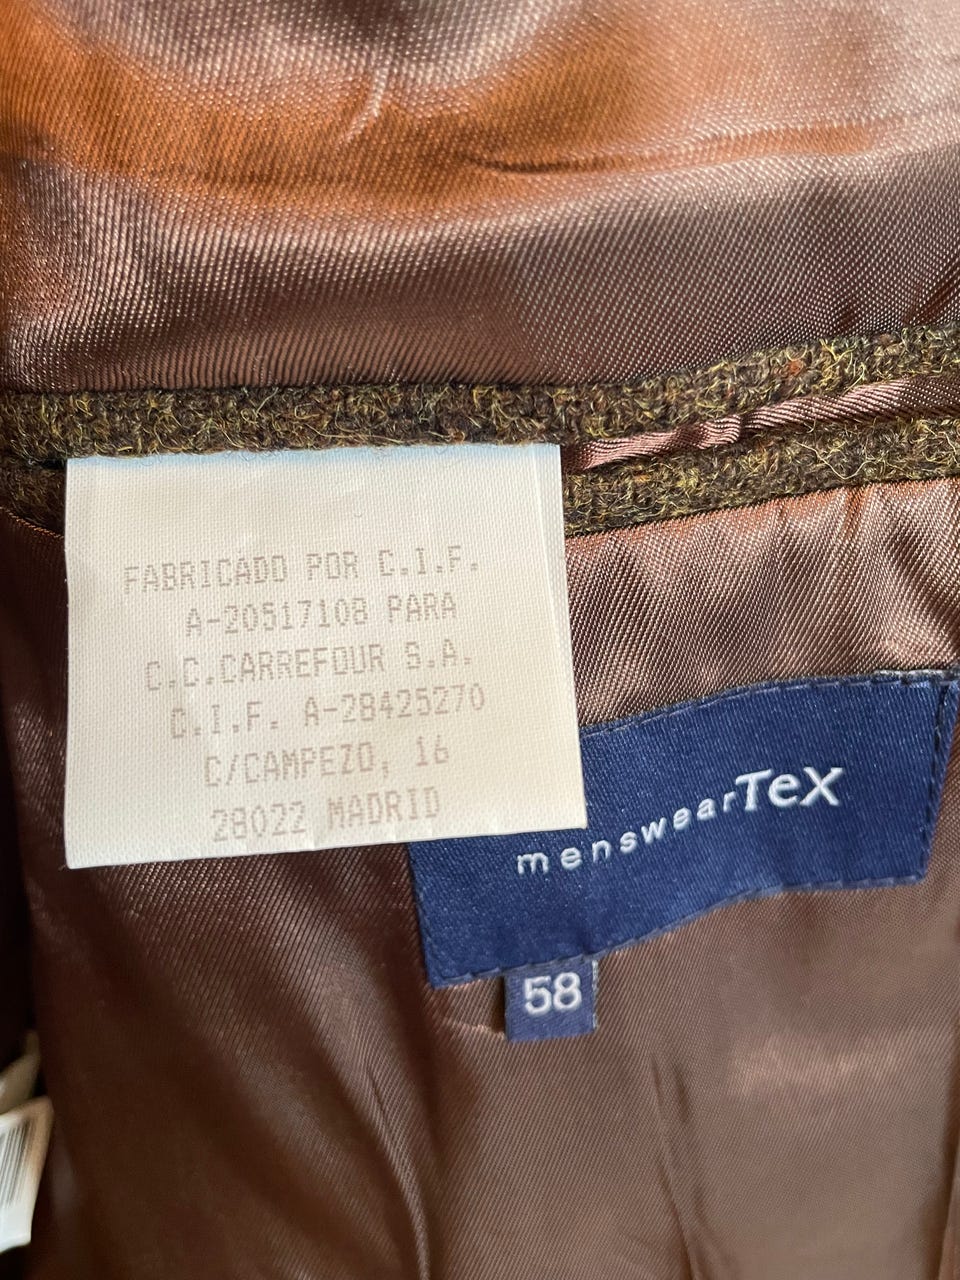 FABRICADO POR C.I.F.
A-20517108 PARA
C.C.CARREFOUR S.A.
C.I.F. A-28425270
C/CAMPEZO, 16
28022 MADRID
menswearTeX
58